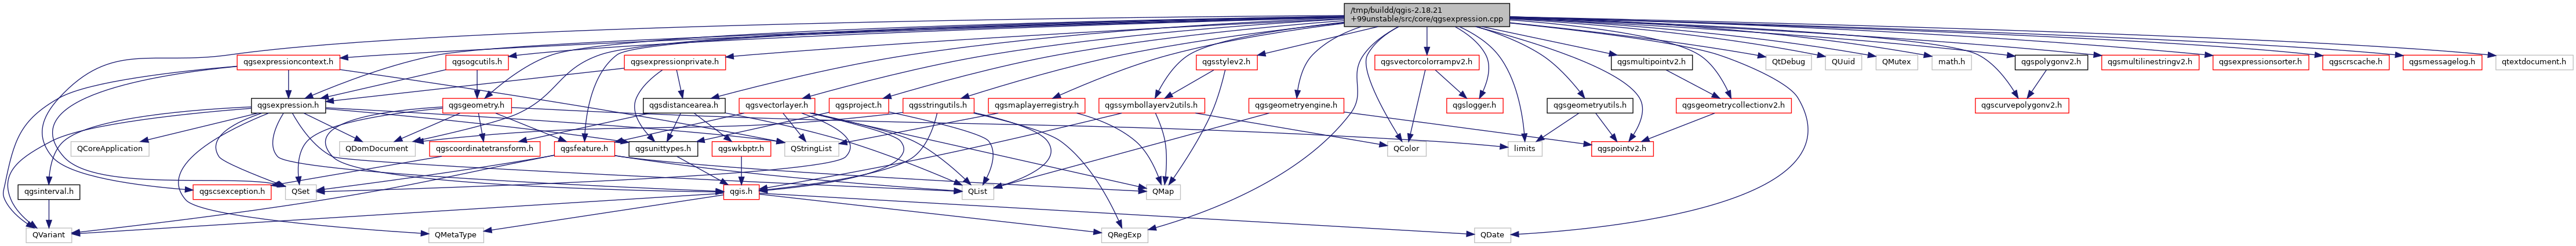 /tmp/buildd/qgis-2.18.21
+99unstable/src/core/qgsexpression.cpp
qgsexpressioncontext.h
qgsogcutils.h
qgsexpressionprivate.h
qgsstylev2.h
qgsvectorcolorrampv2.h
qgsmultipointv2.h
QtDebug
QUuid
QMutex
math.h
qgspolygonv2.h
qgsmultilinestringv2.h
qgsexpressionsorter.h
qgscrscache.h
qgsmessagelog.h
qtextdocument.h
qgsexpression.h
qgsgeometry.h
qgsdistancearea.h
qgsvectorlayer.h
qgsproject.h
qgsstringutils.h
qgsmaplayerregistry.h
qgssymbollayerv2utils.h
qgsgeometryengine.h
qgslogger.h
qgsgeometryutils.h
qgsgeometrycollectionv2.h
qgscurvepolygonv2.h
QCoreApplication
QDomDocument
qgscoordinatetransform.h
qgsfeature.h
qgsunittypes.h
qgswkbptr.h
QStringList
QColor
limits
qgspointv2.h
qgsinterval.h
qgscsexception.h
QSet
qgis.h
QList
QMap
QVariant
QMetaType
QRegExp
QDate